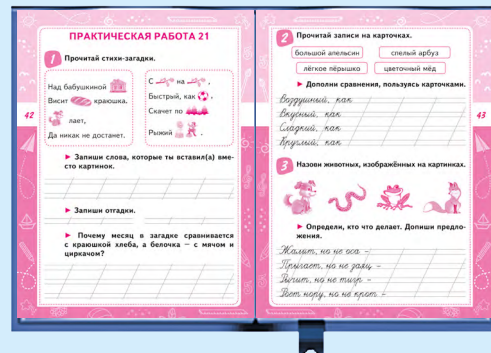 ПРАКТИЧЕСКАЯ РАБОТА 21
1 Прочитай стихи-загадки.
Над бабушкиной
Висит краюшка.
лает,
Да никак не достанет.
С на ,
Быстрый, как ,
Скачет по
Рыжий .
► Запиши слова, которые ты вставил(а) вме-
сто картинок.
► Запиши отгадки.
► Почему месяц в загадке сравнивается
с краюшкой хлеба, а белочка – с мячом и
циркачом?
42
2 Прочитай записи на карточках.
большой апельсин
спелый арбуз
лёгкое пёрышко
цветочный мёд
► Дополни сравнения, пользуясь карточками.
Воздушный, как
Вкусный, как
Сладкий, как
Круглый, как
3 Назови животных, изображённых на картинках.
► Определи, кто что делает. Допиши предло-
жения.
Жалит, но не оса –
Прыгает, но не заяц –
Рычит, но не тигр –
Роет нору, но не крот –
43